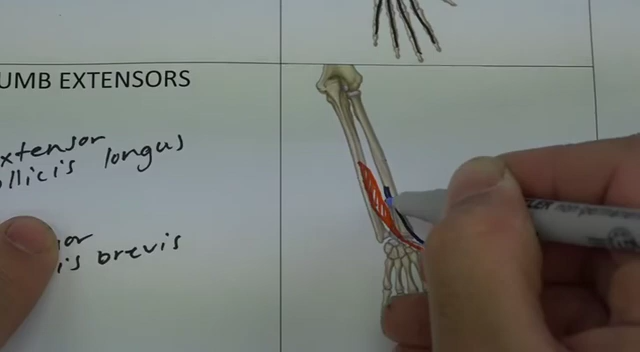 UMB EXTENSORS
xtensor
llicis longus
or
is brevis